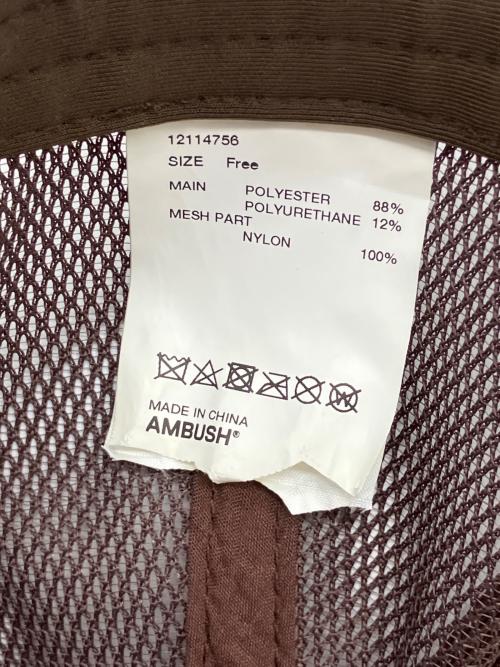 12114756
SIZE Free
MAIN POLYESTER 88%
POLYURETHANE 12%
MESH PART
NYLON 100%
W
MADE IN CHINA
AMBUSH®